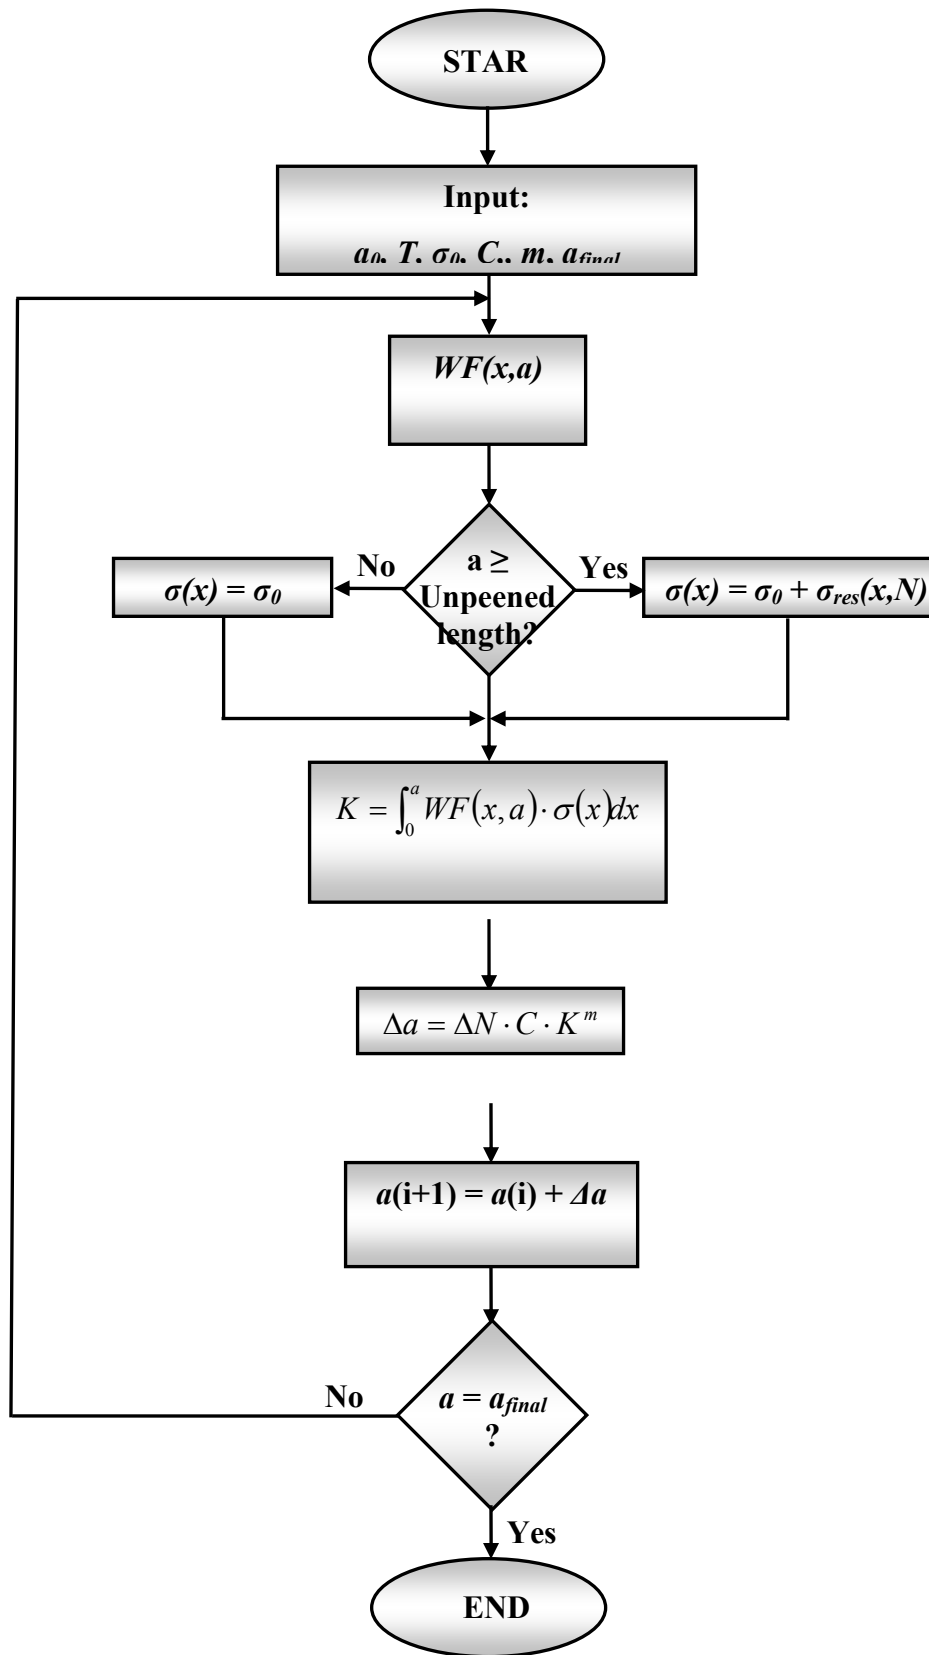 STAR
Input:
a₀, T, σ₀, C,, m, a_final
WF(x,a)
No
a ≥
Yes
Unpeened
length?
σ(x) = σ₀
σ(x) = σ₀ + σ_res(x,N)
K = ∫₀ᵃ WF(x, a) · σ(x)dx
Δa = ΔN · C · K^m
a(i+1) = a(i) + Δa
No
a = a_final
?
Yes
END